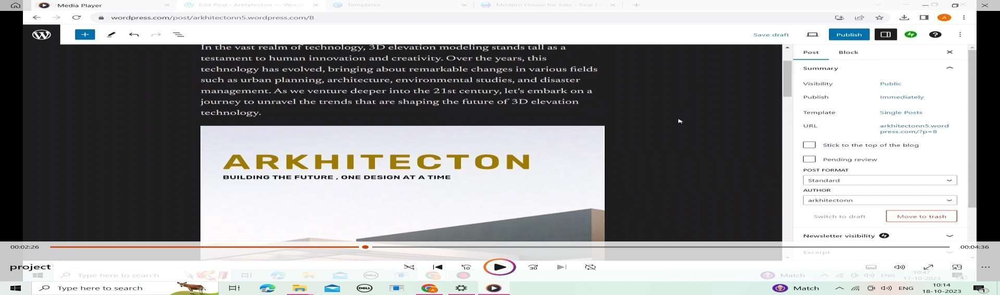 Media Player
Edit Post - Arkhitecton — Word
Templates
Modern House for Sale - Real E
wordpress.com/post/arkhitectonn5.wordpress.com/8
A
Save draft
Publish
In the vast realm of technology, 3D elevation modeling stands tall as a
testament to human innovation and creativity. Over the years, this
technology has evolved, bringing about remarkable changes in various fields
such as urban planning, architecture, environmental studies, and disaster
management. As we venture deeper into the 21st century, let's embark on a
journey to unravel the trends that are shaping the future of 3D elevation
technology.
ARKHITECTON
BUILDING THE FUTURE , ONE DESIGN AT A TIME
Post Block
Summary
Visibility Public
Publish Immediately
Template Single Posts
URL arkhitectonn5.word
press.com/?p=8
Stick to the top of the blog
Pending review
POST FORMAT
Standard
AUTHOR
arkhitectonn
Switch to draft Move to trash
Newsletter visibility
Excerpt
00:02:26 00:04:36
project
10 30
Type here to search DELL Match ENG 10:47
17-10-2023
Type here to search DELL Match ENG 10:14
18-10-2023